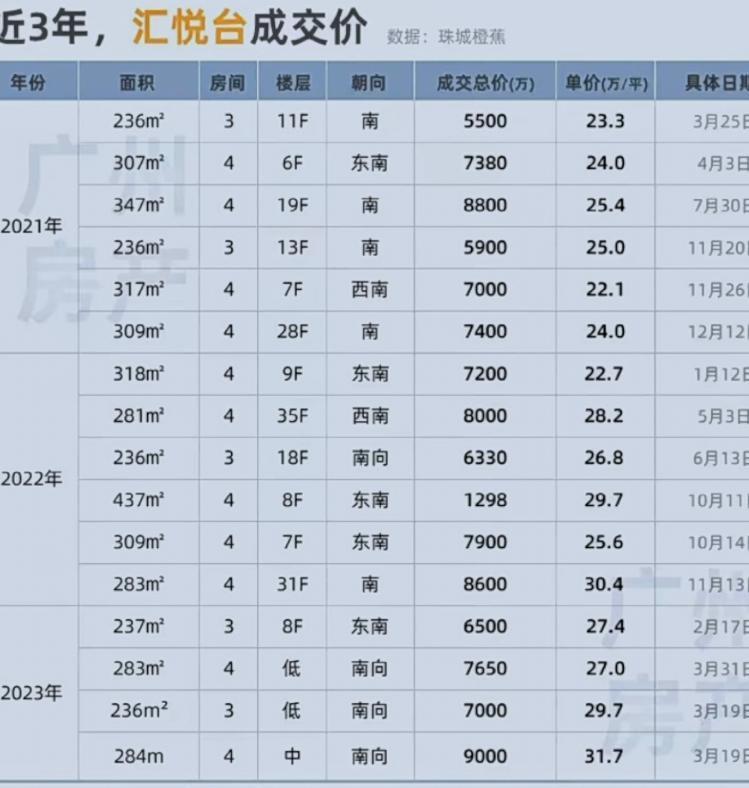 近3年，汇悦台成交价 数据：珠城橙蕉
年份 面积 房间 楼层 朝向 成交总价(万) 单价(万/平) 具体日期
236m² 3 11F 南 5500 23.3 3月25日
307m² 4 6F 东南 7380 24.0 4月3日
347m² 4 19F 南 8800 25.4 7月30日
2021年
236m² 3 13F 南 5900 25.0 11月20
317m² 4 7F 西南 7000 22.1 11月26
309m² 4 28F 南 7400 24.0 12月12
318m² 4 9F 东南 7200 22.7 1月12日
281m² 4 35F 西南 8000 28.2 5月3日
236m² 3 18F 南向 6330 26.8 6月13日
2022年
437m² 4 8F 东南 1298 29.7 10月11
309m² 4 7F 东南 7900 25.6 10月14
283m² 4 31F 南 8600 30.4 11月13
237m² 3 8F 东南 6500 27.4 2月17日
283m² 4 低 南向 7650 27.0 3月31日
2023年
236m² 3 低 南向 7000 29.7 3月19日
284m 4 中 南向 9000 31.7 3月19日
广州
房产
广州
房产